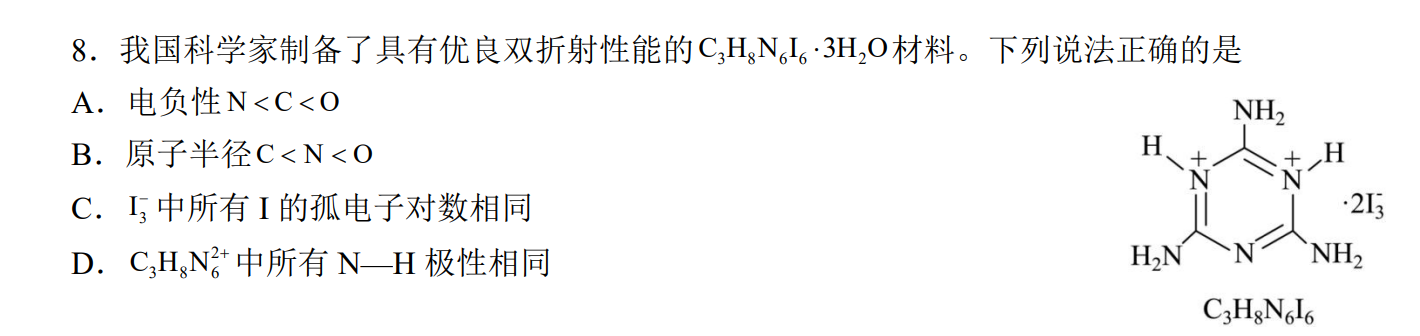 8．我国科学家制备了具有优良双折射性能的C₃H₈N₆I₆·3H₂O材料。下列说法正确的是
A．电负性N<C<O
B．原子半径C<N<O
C．I₃⁻中所有I的孤电子对数相同
D．C₃H₈N₆²⁺中所有N—H极性相同
NH₂
H + + H
N N
·2I₃⁻
H₂N N NH₂
C₃H₈N₆I₆